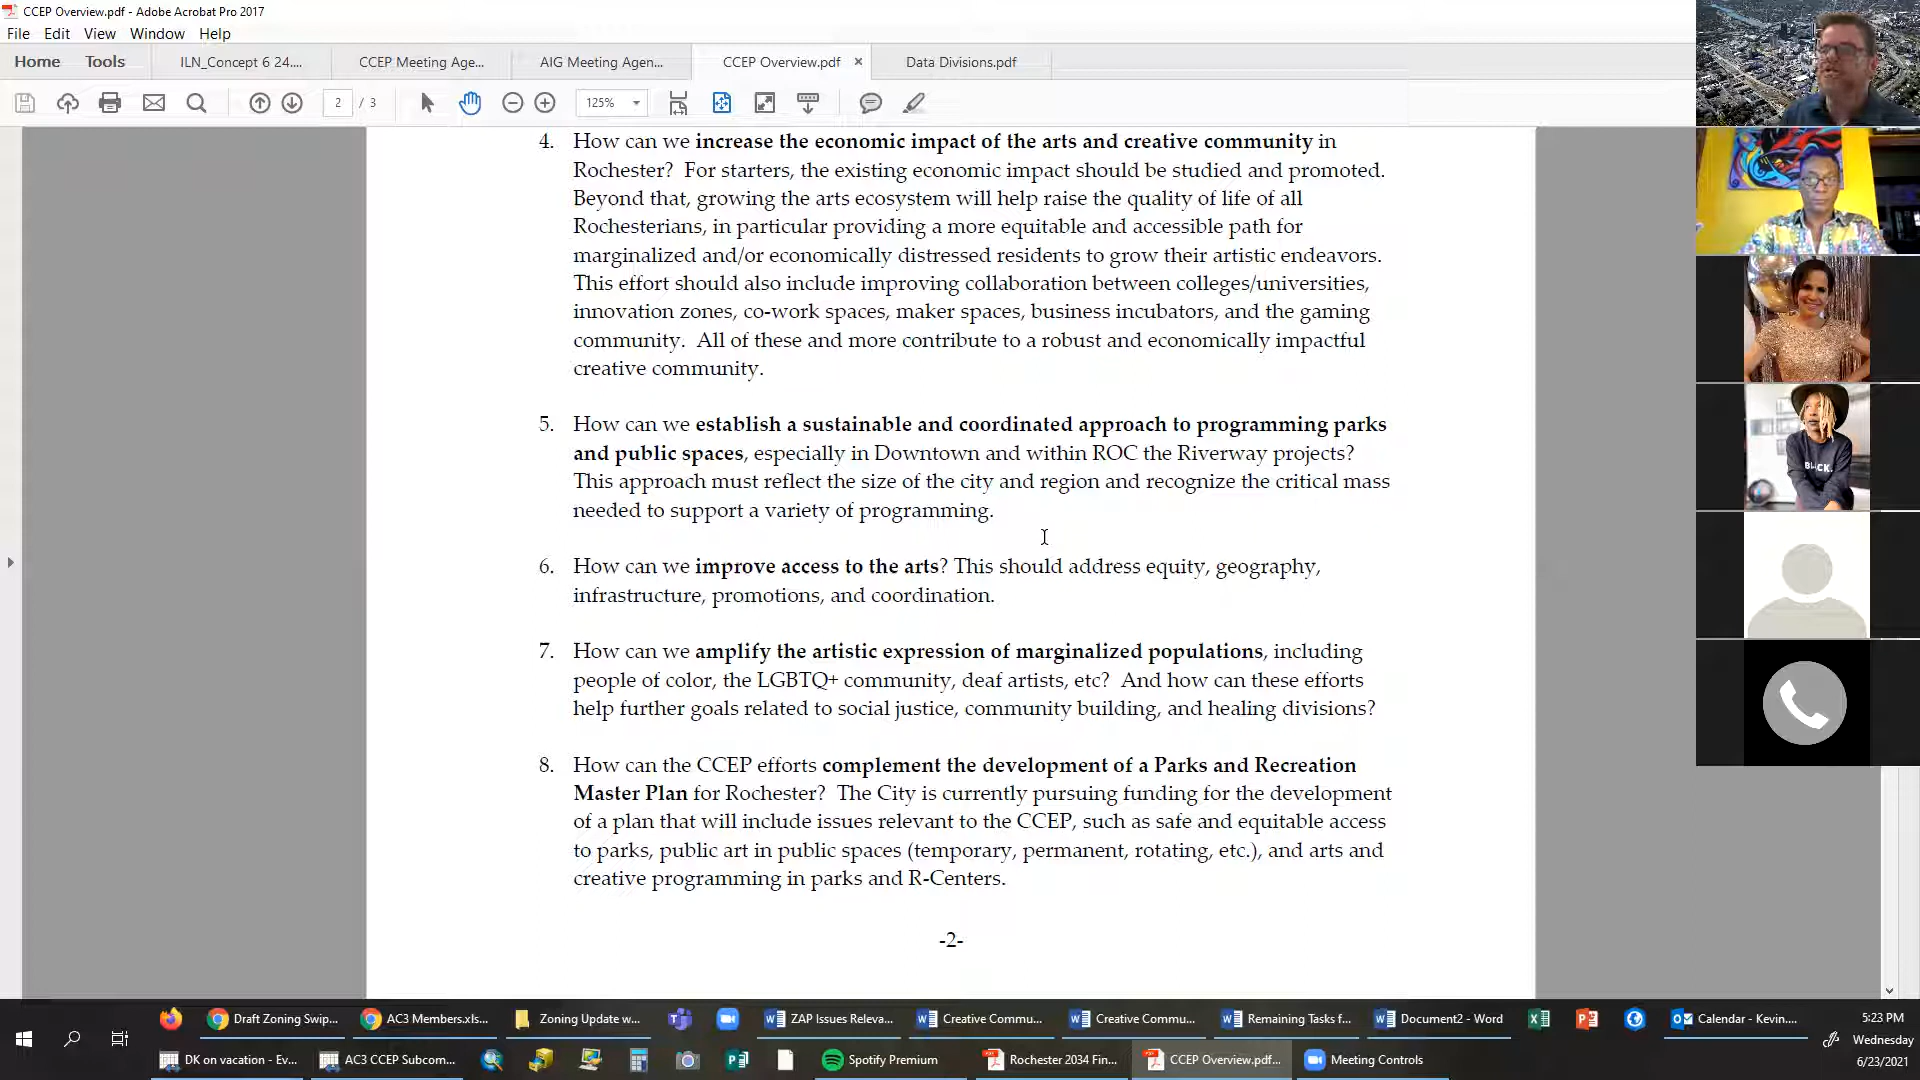 CCEP Overview.pdf - Adobe Acrobat Pro 2017
File Edit View Window Help
Home Tools ILN_Concept 6 24.... CCEP Meeting Age... AIG Meeting Agen... CCEP Overview.pdf × Data Divisions.pdf
2 / 3 125%
4. How can we increase the economic impact of the arts and creative community in
Rochester? For starters, the existing economic impact should be studied and promoted.
Beyond that, growing the arts ecosystem will help raise the quality of life of all
Rochesterians, in particular providing a more equitable and accessible path for
marginalized and/or economically distressed residents to grow their artistic endeavors.
This effort should also include improving collaboration between colleges/universities,
innovation zones, co-work spaces, maker spaces, business incubators, and the gaming
community. All of these and more contribute to a robust and economically impactful
creative community.
5. How can we establish a sustainable and coordinated approach to programming parks
and public spaces, especially in Downtown and within ROC the Riverway projects?
This approach must reflect the size of the city and region and recognize the critical mass
needed to support a variety of programming.
6. How can we improve access to the arts? This should address equity, geography,
infrastructure, promotions, and coordination.
7. How can we amplify the artistic expression of marginalized populations, including
people of color, the LGBTQ+ community, deaf artists, etc? And how can these efforts
help further goals related to social justice, community building, and healing divisions?
8. How can the CCEP efforts complement the development of a Parks and Recreation
Master Plan for Rochester? The City is currently pursuing funding for the development
of a plan that will include issues relevant to the CCEP, such as safe and equitable access
to parks, public art in public spaces (temporary, permanent, rotating, etc.), and arts and
creative programming in parks and R-Centers.
-2-
BLACK.
Draft Zoning Swip... AC3 Members.xls... Zoning Update w... ZAP Issues Releva... Creative Commu... Creative Commu... Remaining Tasks f... Document2 - Word Calendar - Kevin....
DK on vacation - Ev... AC3 CCEP Subcom... Spotify Premium Rochester 2034 Fin... CCEP Overview.pdf... Meeting Controls
5:23 PM
Wednesday
6/23/2021